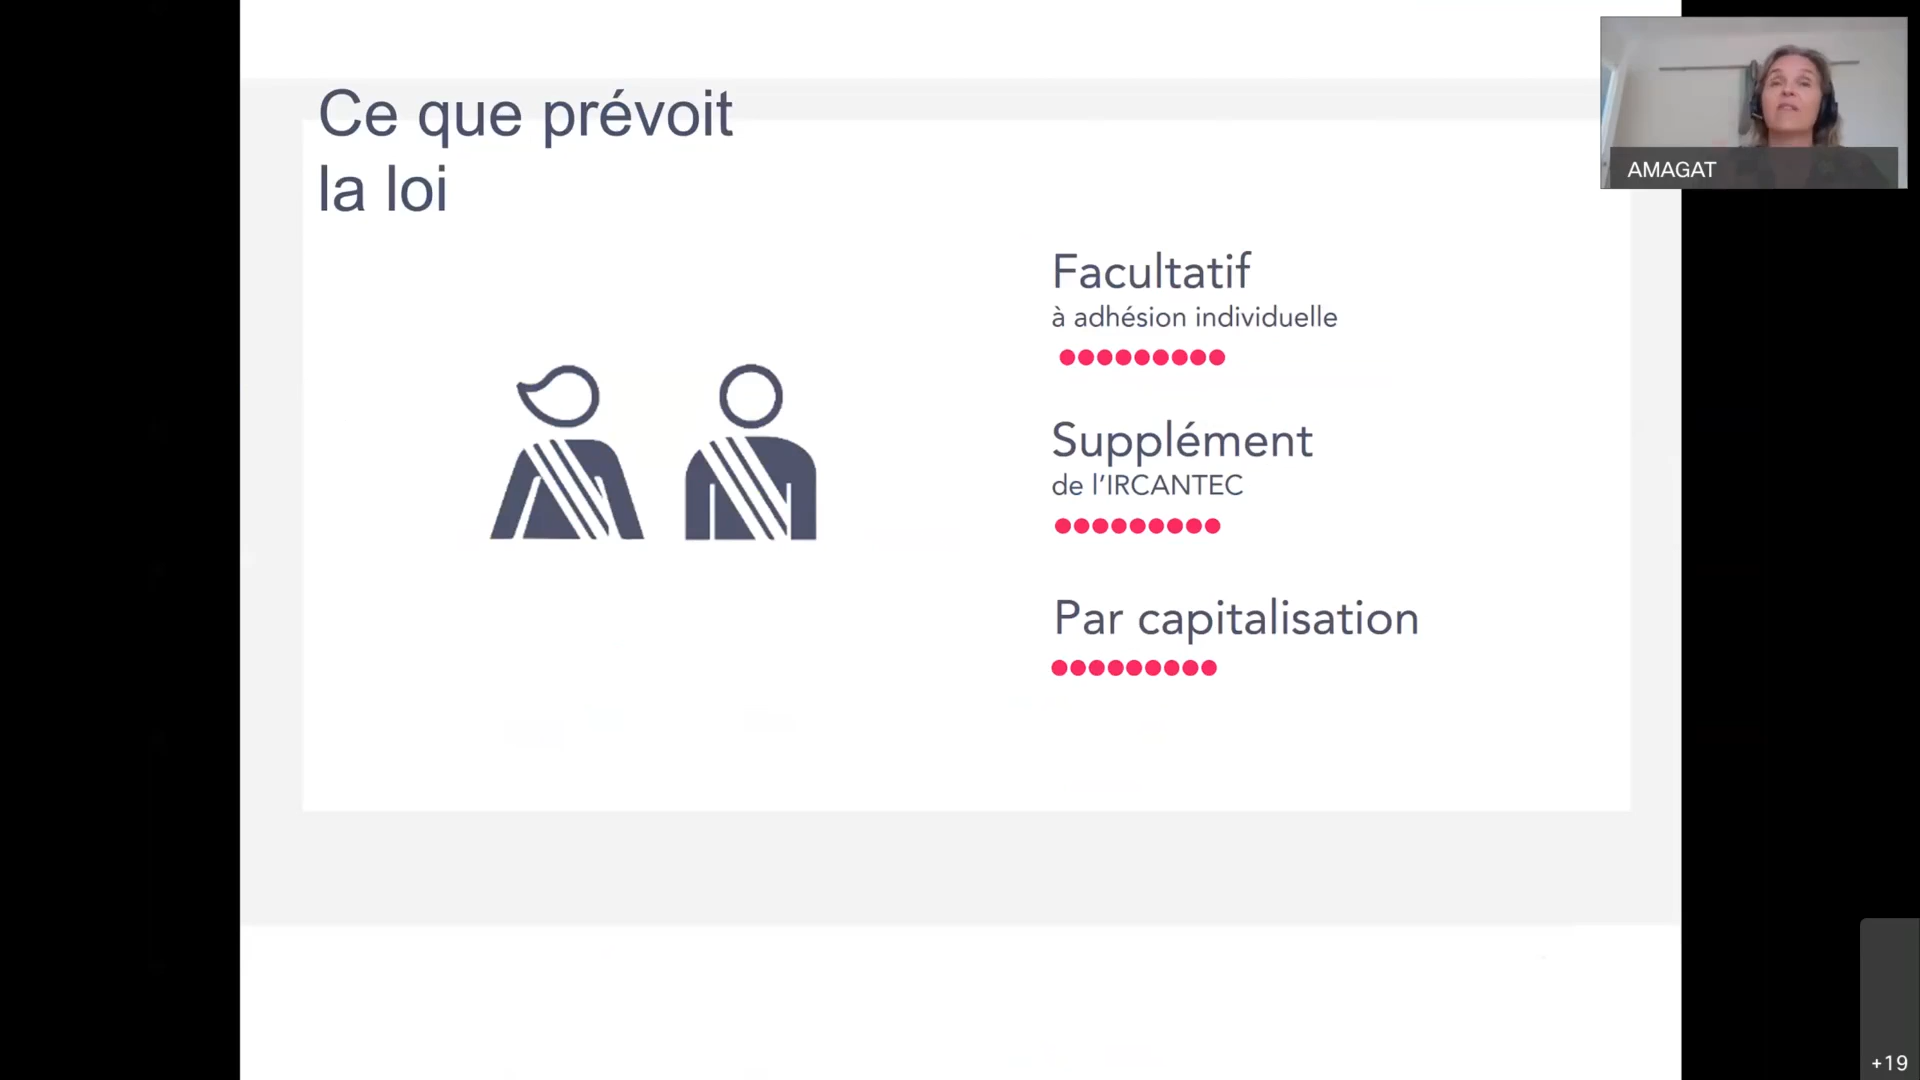 Ce que prévoit
la loi
AMAGAT
Facultatif
à adhésion individuelle
Supplément
de l’IRCANTEC
Par capitalisation
+19